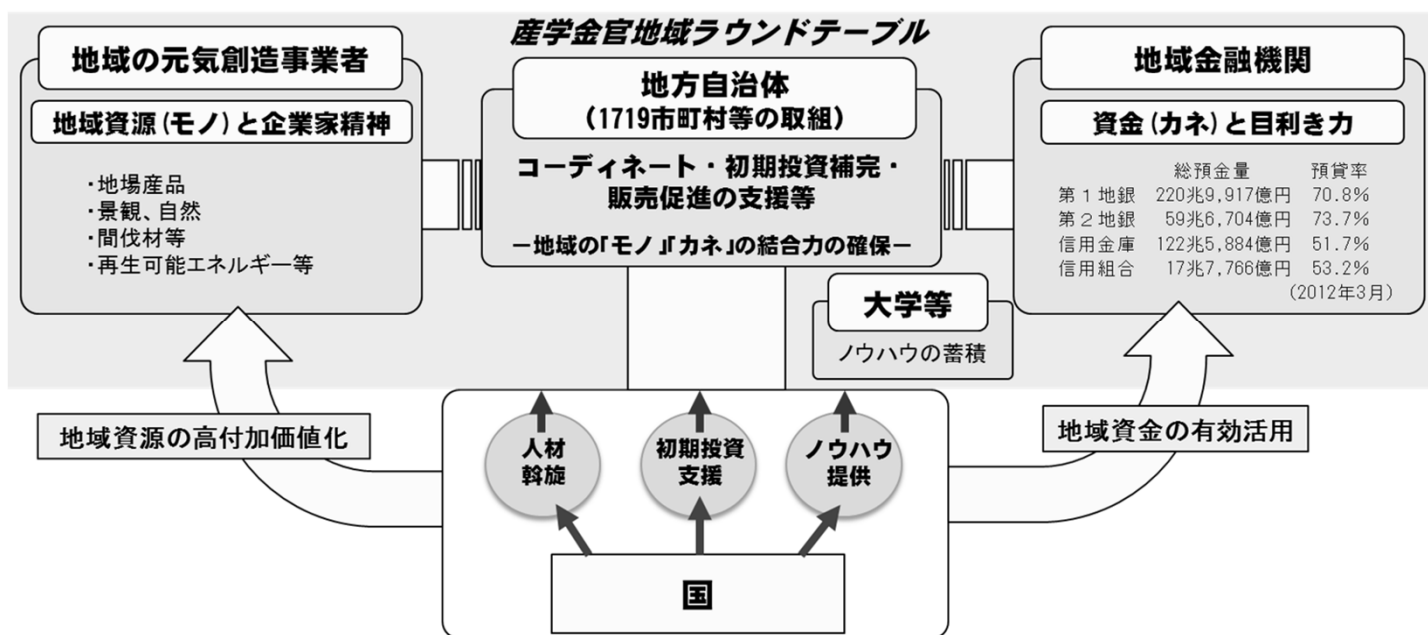 産学金官地域ラウンドテーブル
地域の元気創造事業者
地域資源(モノ)と企業家精神
・地場産品
・景観、自然
・間伐材等
・再生可能エネルギー等
地方自治体
(1719市町村等の取組)
コーディネート・初期投資補完・
販売促進の支援等
−地域の「モノ」「カネ」の結合力の確保−
地域金融機関
資金(カネ)と目利き力
総預金量 預貸率
第1地銀 220兆9,917億円 70.8%
第2地銀 59兆6,704億円 73.7%
信用金庫 122兆5,884億円 51.7%
信用組合 17兆7,766億円 53.2%
(2012年3月)
大学等
ノウハウの蓄積
地域資源の高付加価値化
人材
斡旋
初期投資
支援
ノウハウ
提供
地域資金の有効活用
国